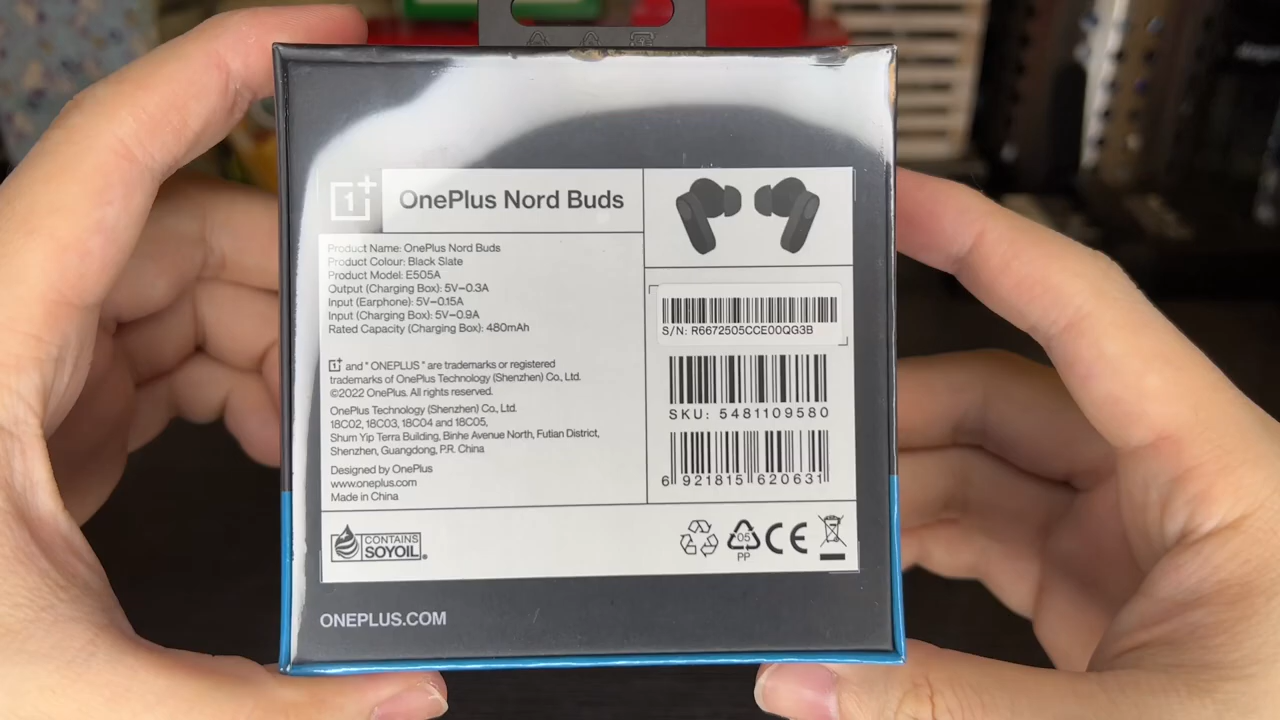 OnePlus Nord Buds
Product Name: OnePlus Nord Buds
Product Colour: Black Slate
Product Model: E505A
Output (Charging Box): 5V⎓0.3A
Input (Earphone): 5V⎓0.15A
Input (Charging Box): 5V⎓0.9A
Rated Capacity (Charging Box): 480mAh
1+ and " ONEPLUS " are trademarks or registered
trademarks of OnePlus Technology (Shenzhen) Co., Ltd.
©2022 OnePlus. All rights reserved.
OnePlus Technology (Shenzhen) Co., Ltd.
18C02, 18C03, 18C04 and 18C05,
Shum Yip Terra Building, Binhe Avenue North, Futian District,
Shenzhen, Guangdong, P.R. China
Designed by OnePlus
www.oneplus.com
Made in China
S/N: R6672505CCE00QG3B
SKU: 5481109580
6 921815 620631
CONTAINS
SOYOIL
05
PP
CE
ONEPLUS.COM